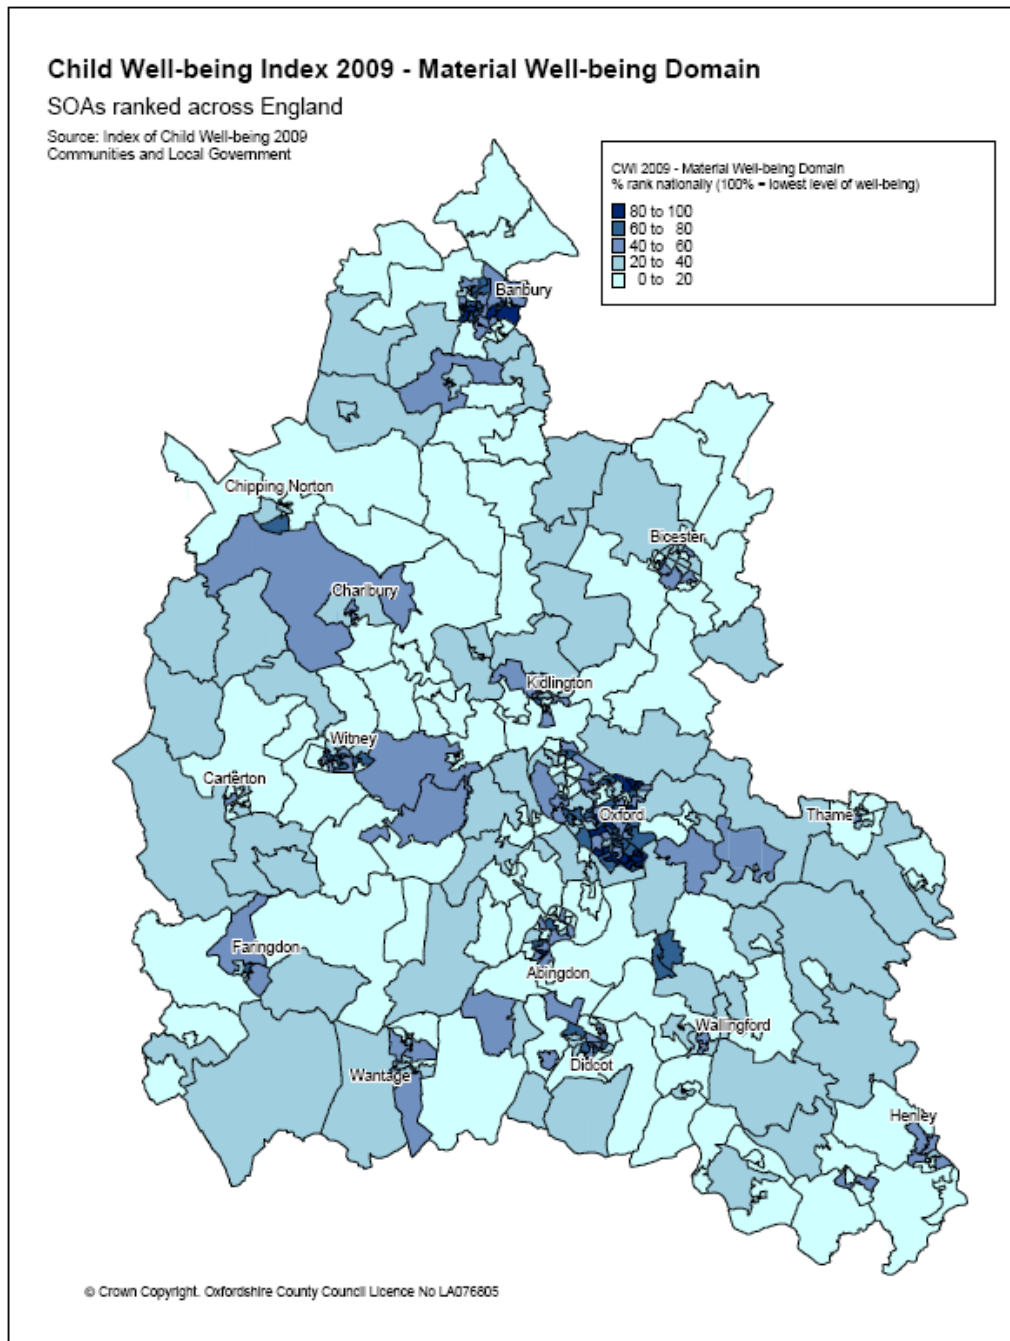 Child Well-being Index 2009 - Material Well-being Domain
SOAs ranked across England
Source: Index of Child Well-being 2009
Communities and Local Government
CWI 2009 - Material Well-being Domain
% rank nationally (100% = lowest level of well-being)
80 to 100
60 to 80
40 to 60
20 to 40
0 to 20
Banbury
Chipping Norton
Bicester
Charlbury
Kidlington
Witney
Carterton
Oxford
Thame
Faringdon
Abingdon
Wallingford
Didcot
Wantage
Henley
© Crown Copyright. Oxfordshire County Council Licence No LA076805